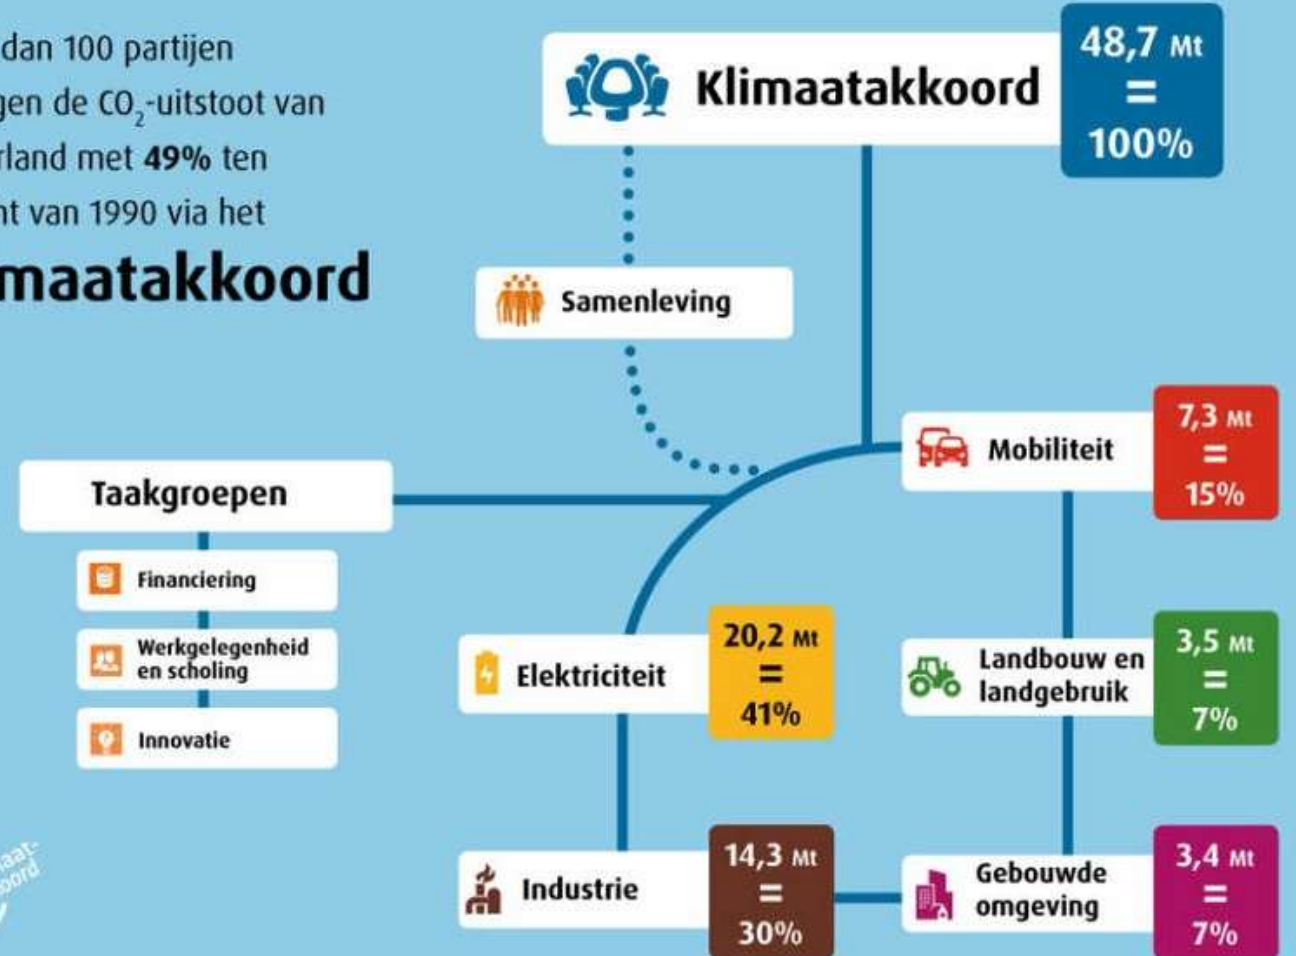 dan 100 partijen
gen de CO₂-uitstoot van
rland met 49% ten
nt van 1990 via het
maatakkoord
Klimaatakkoord
48,7 Mt
=
100%
Samenleving
Mobiliteit
7,3 Mt
=
15%
Taakgroepen
Financiering
Werkgelegenheid
en scholing
Innovatie
Elektriciteit
20,2 Mt
=
41%
Landbouw en
landgebruik
3,5 Mt
=
7%
Industrie
14,3 Mt
=
30%
Gebouwde
omgeving
3,4 Mt
=
7%
aat-
oord